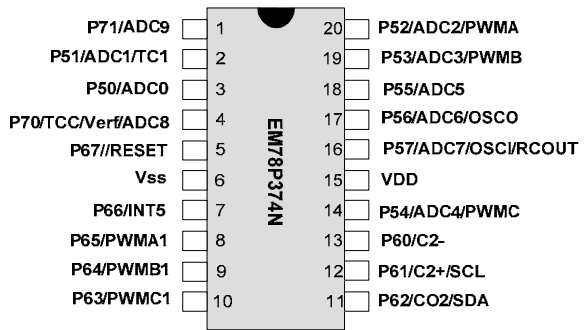 P71/ADC9 1 20 P52/ADC2/PWMA
P51/ADC1/TC1 2 19 P53/ADC3/PWMB
P50/ADC0 3 18 P55/ADC5
P70/TCC/Verf/ADC8 4 17 P56/ADC6/OSCO
P67//RESET 5 16 P57/ADC7/OSCI/RCOUT
Vss 6 15 VDD
P66/INT5 7 14 P54/ADC4/PWMC
P65/PWMA1 8 13 P60/C2-
P64/PWMB1 9 12 P61/C2+/SCL
P63/PWMC1 10 11 P62/CO2/SDA
EM78P374N